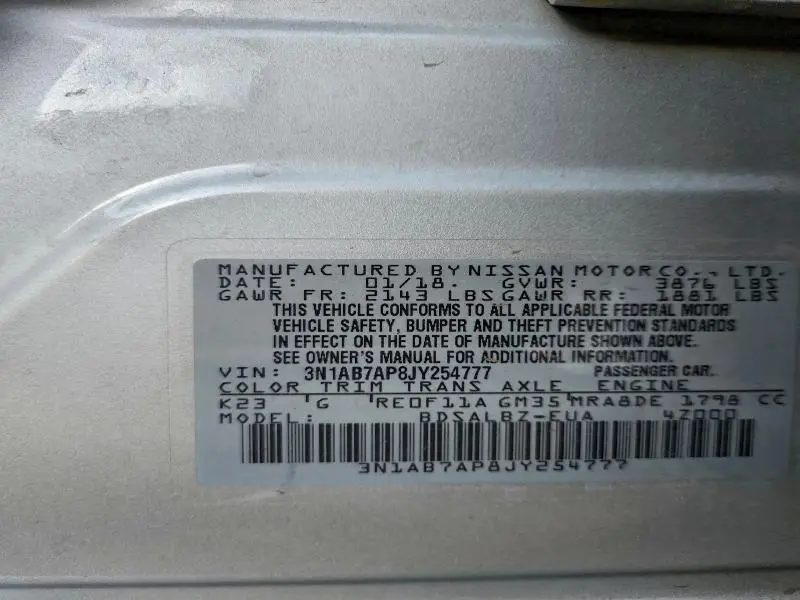 MANUFACTURED BY NISSAN MOTOR CO., LTD.
DATE: 01/18. GVWR: 3876 LBS
GAWR FR: 2143 LBS GAWR RR: 1881 LBS
THIS VEHICLE CONFORMS TO ALL APPLICABLE FEDERAL MOTOR
VEHICLE SAFETY, BUMPER AND THEFT PREVENTION STANDARDS
IN EFFECT ON THE DATE OF MANUFACTURE SHOWN ABOVE.
SEE OWNER'S MANUAL FOR ADDITIONAL INFORMATION.
VIN: 3N1AB7AP8JY254777 PASSENGER CAR.
COLOR TRIM TRANS AXLE ENGINE
K23 G RE0F11A GM35 MRA8DE 1798 CC
MODEL: BDSALBZ-EUA 4Z000
3N1AB7AP8JY254777